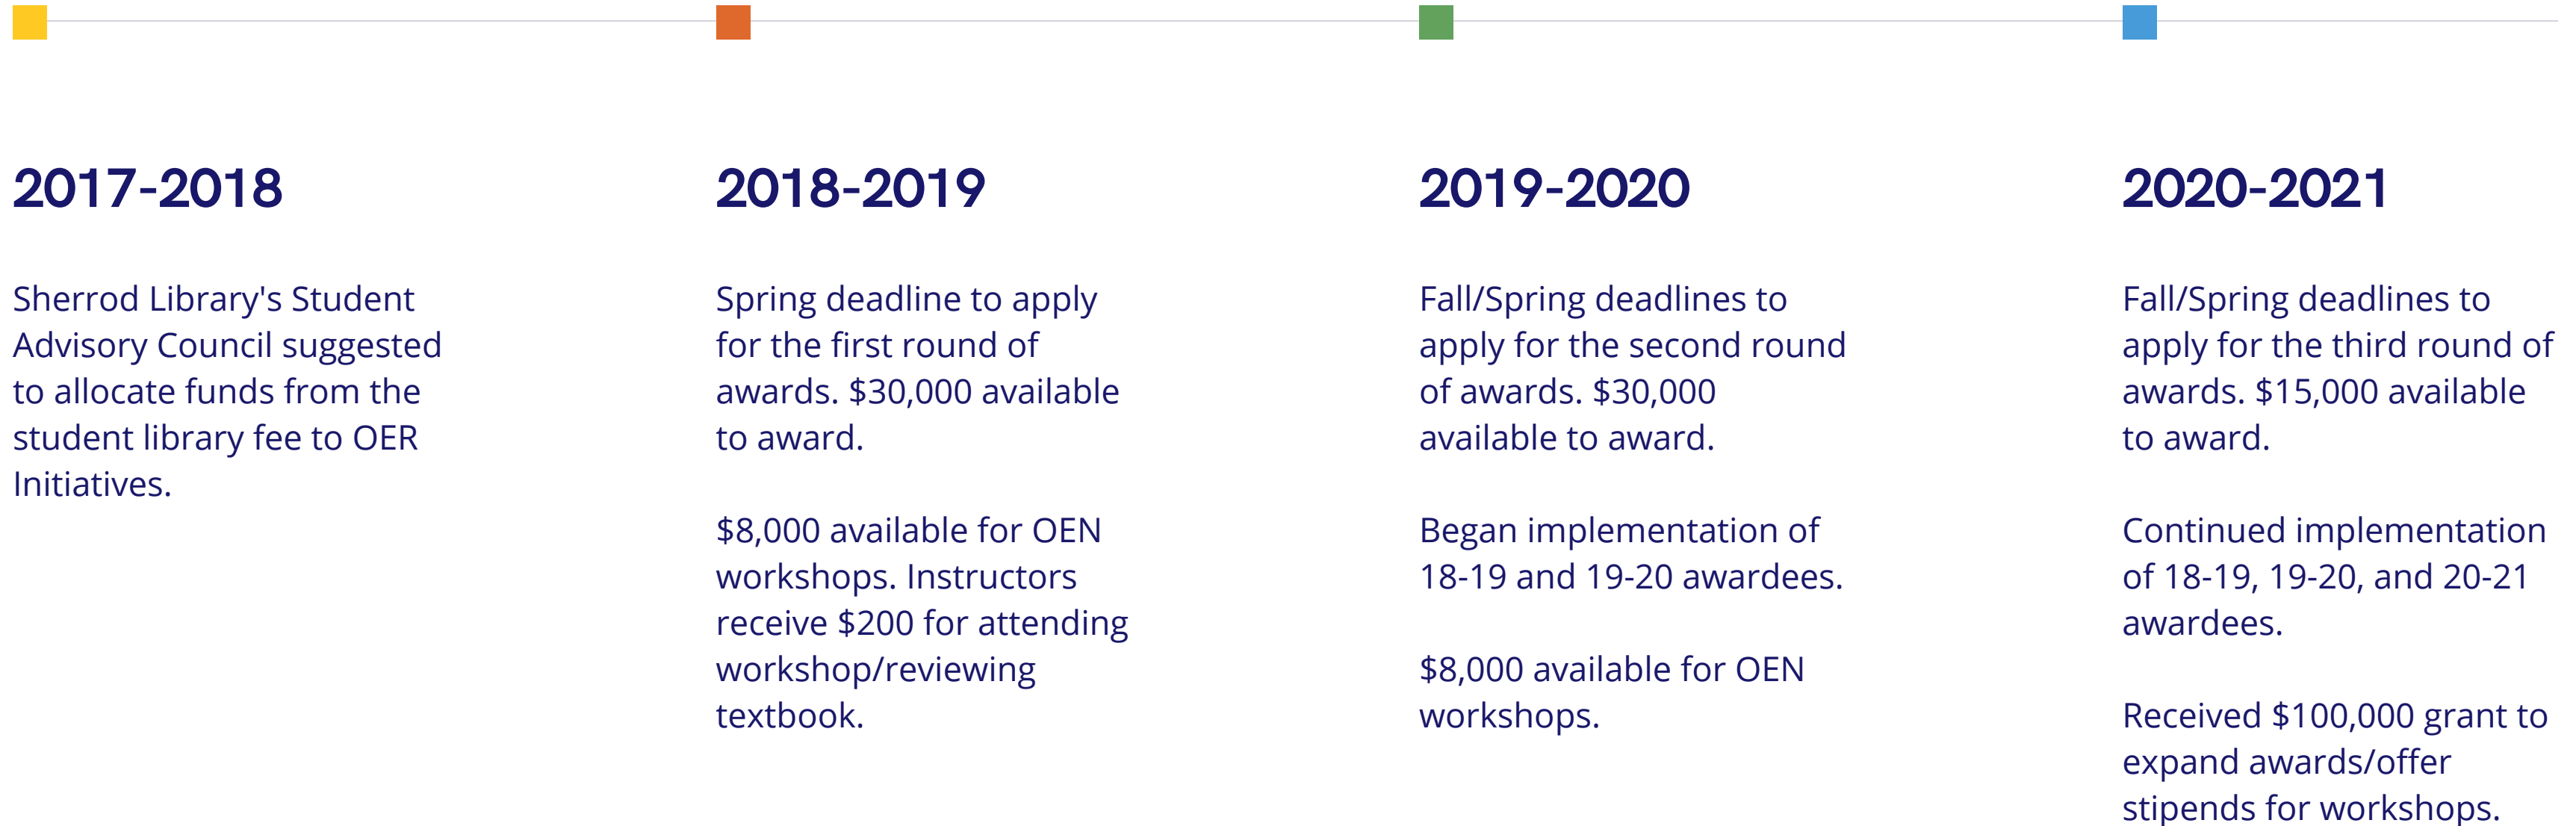 2017-2018
Sherrod Library's Student
Advisory Council suggested
to allocate funds from the
student library fee to OER
Initiatives.
2018-2019
Spring deadline to apply
for the first round of
awards. $30,000 available
to award.
$8,000 available for OEN
workshops. Instructors
receive $200 for attending
workshop/reviewing
textbook.
2019-2020
Fall/Spring deadlines to
apply for the second round
of awards. $30,000
available to award.
Began implementation of
18-19 and 19-20 awardees.
$8,000 available for OEN
workshops.
2020-2021
Fall/Spring deadlines to
apply for the third round of
awards. $15,000 available
to award.
Continued implementation
of 18-19, 19-20, and 20-21
awardees.
Received $100,000 grant to
expand awards/offer
stipends for workshops.